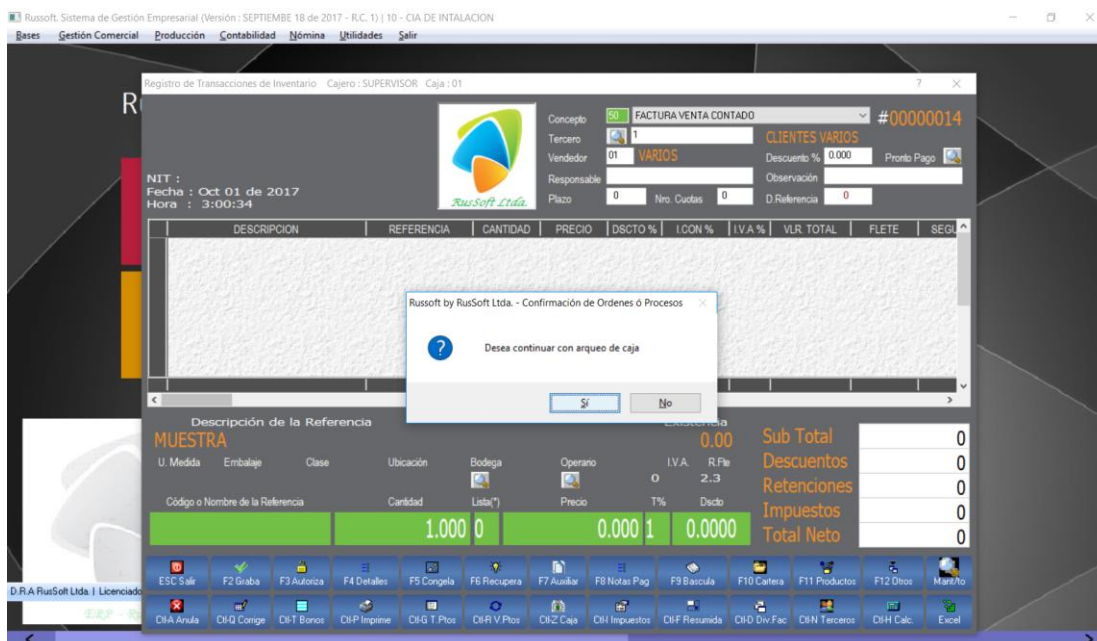 Russoft. Sistema de Gestión Empresarial (Versión : SEPTIEMBRE 18 de 2017 - R.C. 1) | 10 - CIA DE INTALACION
Bases Gestión Comercial Producción Contabilidad Nómina Utilidades Salir
Registro de Transacciones de Inventario Cajero : SUPERVISOR Caja : 01
R
Concepto 50 FACTURA VENTA CONTADO #00000014
Tercero 1 CLIENTES VARIOS
Vendedor 01 VARIOS Descuento % 0.000 Pronto Pago
NIT : Responsable Observación
Fecha : Oct 01 de 2017
Hora : 3:00:34 RusSoft Ltda. Plazo 0 Nro. Cuotas 0 D.Referencia 0
DESCRIPCION REFERENCIA CANTIDAD PRECIO DSCTO % I.CON % I.V.A % VLR. TOTAL FLETE SEGU
Russoft by RusSoft Ltda. - Confirmación de Ordenes ó Procesos
Desea continuar con arqueo de caja
Sí No
Descripción de la Referencia Existencia
MUESTRA 0.00 Sub Total 0
U. Medida Embalaje Clase Ubicación Bodega Operario I.V.A. R.Fte Descuentos 0
0 2.3 Retenciones 0
Código o Nombre de la Referencia Cantidad Lista(*) Precio T% Dscto Impuestos 0
1.000 0 0.000 1 0.0000 Total Neto 0
ESC Salir F2 Graba F3 Autoriza F4 Detalles F5 Congela F6 Recupera F7 Auxiliar F8 Notas Pag F9 Bascula F10 Cartera F11 Productos F12 Otros Mant/to
D.R.A RusSoft Ltda. | Licenciado
Ctl-A Anula Ctl-Q Corrige Ctl-T Bonos Ctl-P Imprime Ctl-G T.Ptos Ctl-R V.Ptos Ctl-Z Caja Ctl-I Impuestos Ctl-F Resumida Ctl-D Div.Fac Ctl-N Terceros Ctl-H Calc. Excel